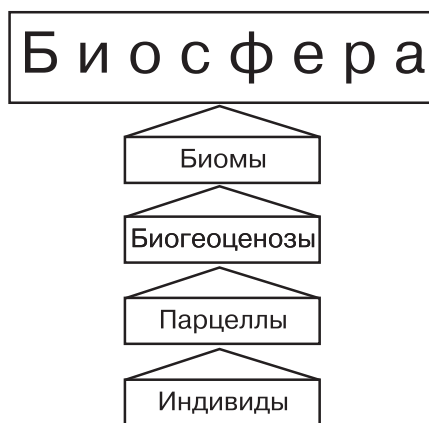 Биосфера
Биомы
Биогеоценозы
Парцеллы
Индивиды